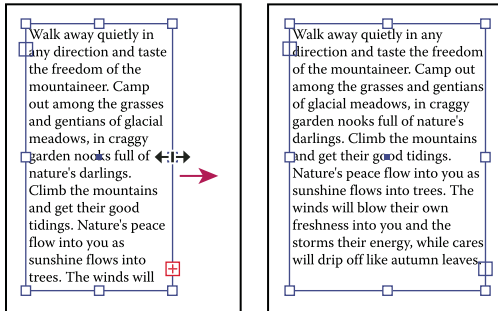 Walk away quietly in
any direction and taste
the freedom of the
mountaineer. Camp
out among the grasses
and gentians of glacial
meadows, in craggy
garden nooks full of
nature's darlings.
Climb the mountains
and get their good
tidings. Nature's peace
flow into you as
sunshine flows into
trees. The winds will
Walk away quietly in any
direction and taste the freedom
of the mountaineer. Camp out
among the grasses and gentians
of glacial meadows, in craggy
garden nooks full of nature's
darlings. Climb the mountains
and get their good tidings.
Nature's peace flow into you as
sunshine flows into trees. The
winds will blow their own
freshness into you and the
storms their energy, while cares
will drip off like autumn leaves.